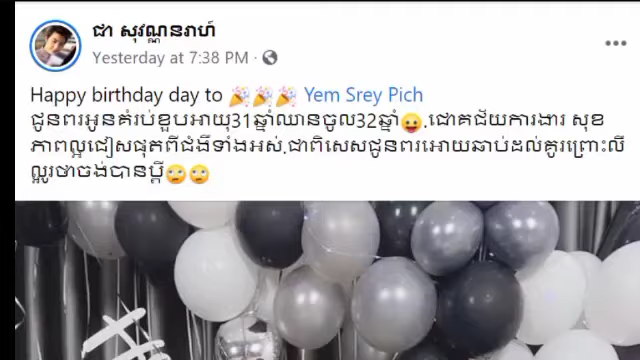 ជា សុវណ្ណនរាហ៍
Yesterday at 7:38 PM ·
Happy birthday day to 🎉🎉🎉 Yem Srey Pich
ជូនពរអូនគំរប់ខួបអាយុ31ឆ្នាំឈានចូល32ឆ្នាំ😛.ជោគជ័យការងារ សុខ
ភាពល្អជៀសផុតពីជំងឺទាំងអស់.ជាពិសេសជូនពរអោយឆាប់ដល់គូរព្រោះលឺ
ល្អូរថាចង់បានប្ដី🙄🙄